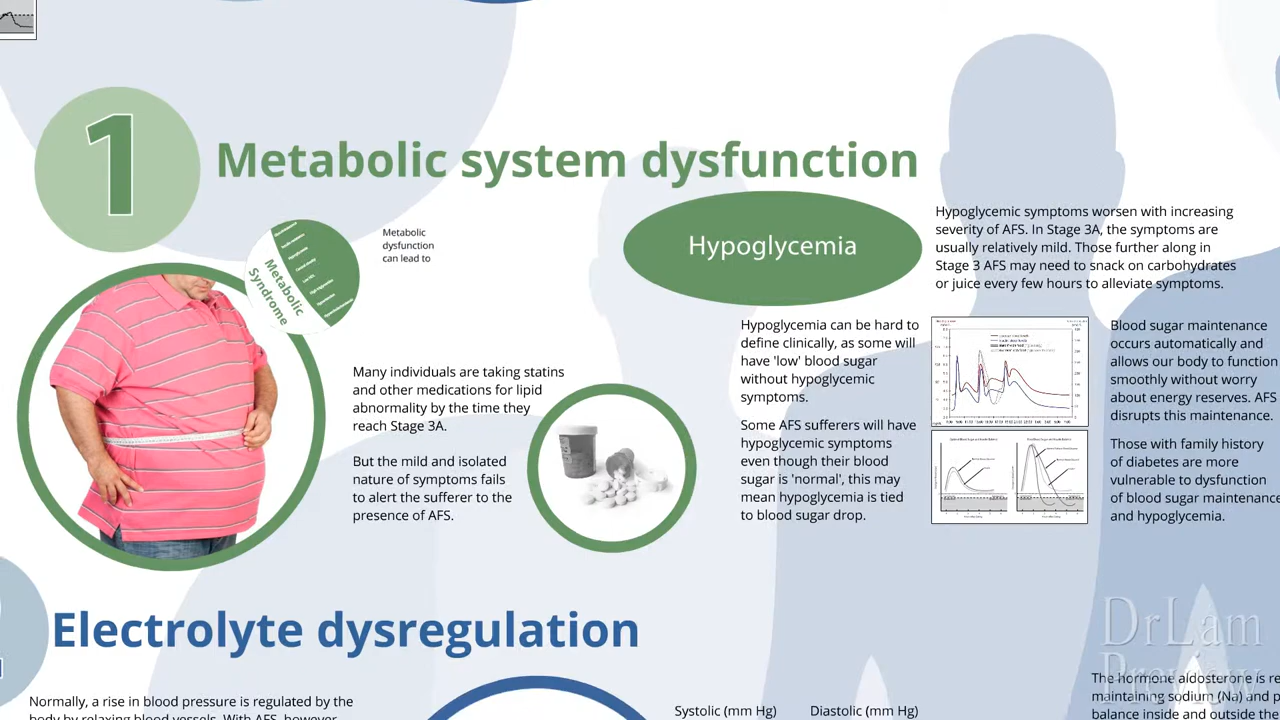 1
Metabolic system dysfunction
Metabolic
Syndrome
Metabolic
dysfunction
can lead to
Many individuals are taking statins
and other medications for lipid
abnormality by the time they
reach Stage 3A.
But the mild and isolated
nature of symptoms fails
to alert the sufferer to the
presence of AFS.
Hypoglycemia
Hypoglycemic symptoms worsen with increasing
severity of AFS. In Stage 3A, the symptoms are
usually relatively mild. Those further along in
Stage 3 AFS may need to snack on carbohydrates
or juice every few hours to alleviate symptoms.
Hypoglycemia can be hard to
define clinically, as some will
have 'low' blood sugar
without hypoglycemic
symptoms.
Some AFS sufferers will have
hypoglycemic symptoms
even though their blood
sugar is 'normal', this may
mean hypoglycemia is tied
to blood sugar drop.
Blood sugar maintenance
occurs automatically and
allows our body to function
smoothly without worry
about energy reserves. AFS
disrupts this maintenance.
Those with family history
of diabetes are more
vulnerable to dysfunction
of blood sugar maintenance
and hypoglycemia.
Electrolyte dysregulation
Normally, a rise in blood pressure is regulated by the
body by relaxing blood vessels. With AFS, however,
Systolic (mm Hg)
Diastolic (mm Hg)
The hormone aldosterone is re
maintaining sodium (Na) and p
balance inside and outside the
DrLam
Preview